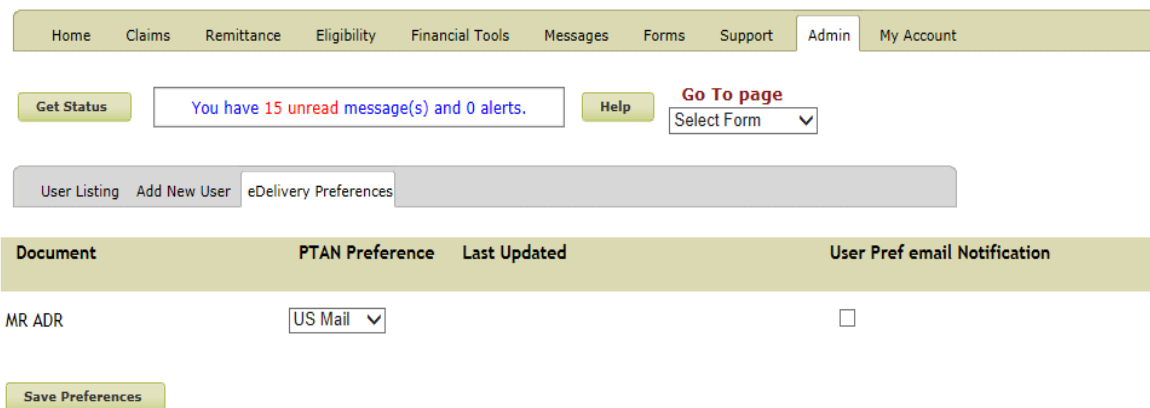 Home Claims Remittance Eligibility Financial Tools Messages Forms Support Admin My Account
Go To page
Get Status You have 15 unread message(s) and 0 alerts. Help Select Form
User Listing Add New User eDelivery Preferences
Document PTAN Preference Last Updated User Pref email Notification
MR ADR US Mail
Save Preferences